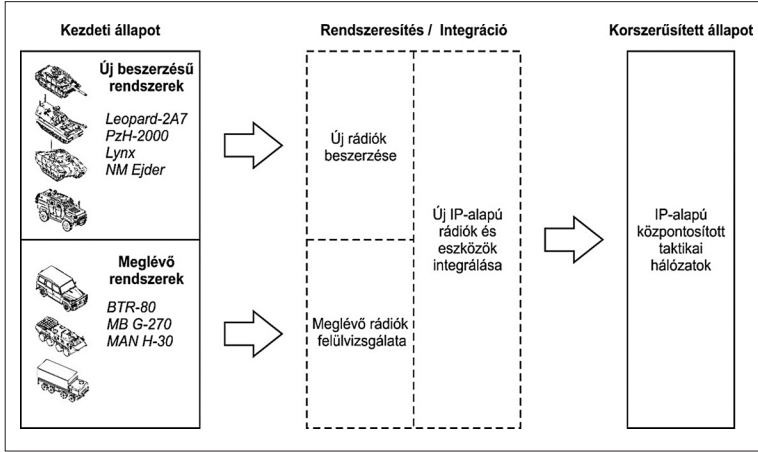 Kezdeti állapot
Rendszeresítés / Integráció
Korszerűsített állapot
Új beszerzésű
rendszerek
Leopard-2A7
PzH-2000
Lynx
NM Ejder
Meglévő
rendszerek
BTR-80
MB G-270
MAN H-30
Új rádiók
beszerzése
Meglévő rádiók
felülvizsgálata
Új IP-alapú
rádiók és
eszközök
integrálása
IP-alapú
központosított
taktikai
hálózatok